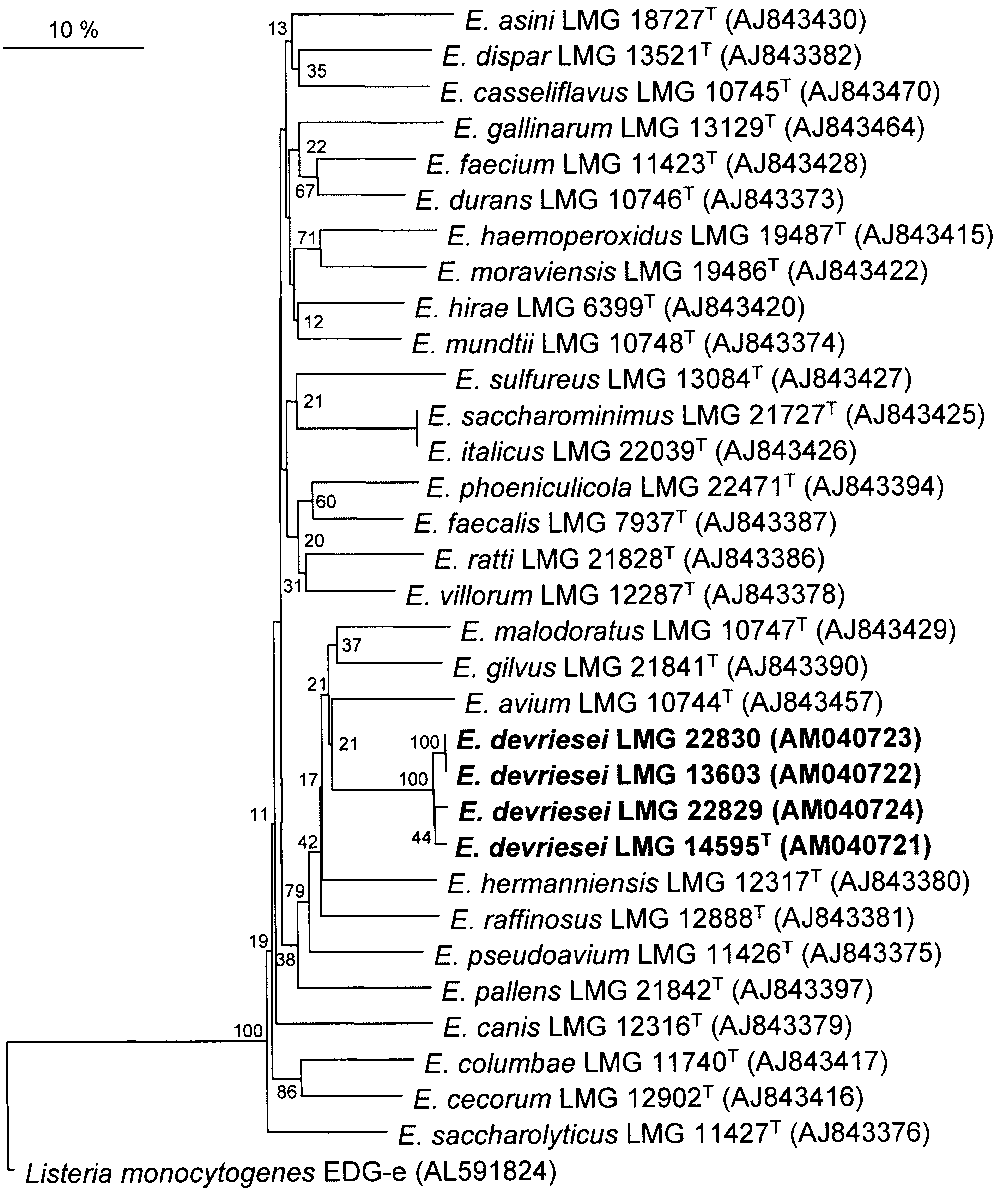 10 %
13
E. asini LMG 18727ᵀ (AJ843430)
E. dispar LMG 13521ᵀ (AJ843382)
35
E. casseliflavus LMG 10745ᵀ (AJ843470)
E. gallinarum LMG 13129ᵀ (AJ843464)
22
E. faecium LMG 11423ᵀ (AJ843428)
67
E. durans LMG 10746ᵀ (AJ843373)
71
E. haemoperoxidus LMG 19487ᵀ (AJ843415)
E. moraviensis LMG 19486ᵀ (AJ843422)
E. hirae LMG 6399ᵀ (AJ843420)
12
E. mundtii LMG 10748ᵀ (AJ843374)
E. sulfureus LMG 13084ᵀ (AJ843427)
21
E. saccharominimus LMG 21727ᵀ (AJ843425)
E. italicus LMG 22039ᵀ (AJ843426)
E. phoeniculicola LMG 22471ᵀ (AJ843394)
60
E. faecalis LMG 7937ᵀ (AJ843387)
20
E. ratti LMG 21828ᵀ (AJ843386)
31
E. villorum LMG 12287ᵀ (AJ843378)
E. malodoratus LMG 10747ᵀ (AJ843429)
37
E. gilvus LMG 21841ᵀ (AJ843390)
21
E. avium LMG 10744ᵀ (AJ843457)
21
100
E. devriesei LMG 22830 (AM040723)
17
100
E. devriesei LMG 13603 (AM040722)
11
E. devriesei LMG 22829 (AM040724)
42
44
E. devriesei LMG 14595ᵀ (AM040721)
E. hermanniensis LMG 12317ᵀ (AJ843380)
79
E. raffinosus LMG 12888ᵀ (AJ843381)
19
E. pseudoavium LMG 11426ᵀ (AJ843375)
38
E. pallens LMG 21842ᵀ (AJ843397)
100
E. canis LMG 12316ᵀ (AJ843379)
E. columbae LMG 11740ᵀ (AJ843417)
86
E. cecorum LMG 12902ᵀ (AJ843416)
E. saccharolyticus LMG 11427ᵀ (AJ843376)
Listeria monocytogenes EDG-e (AL591824)